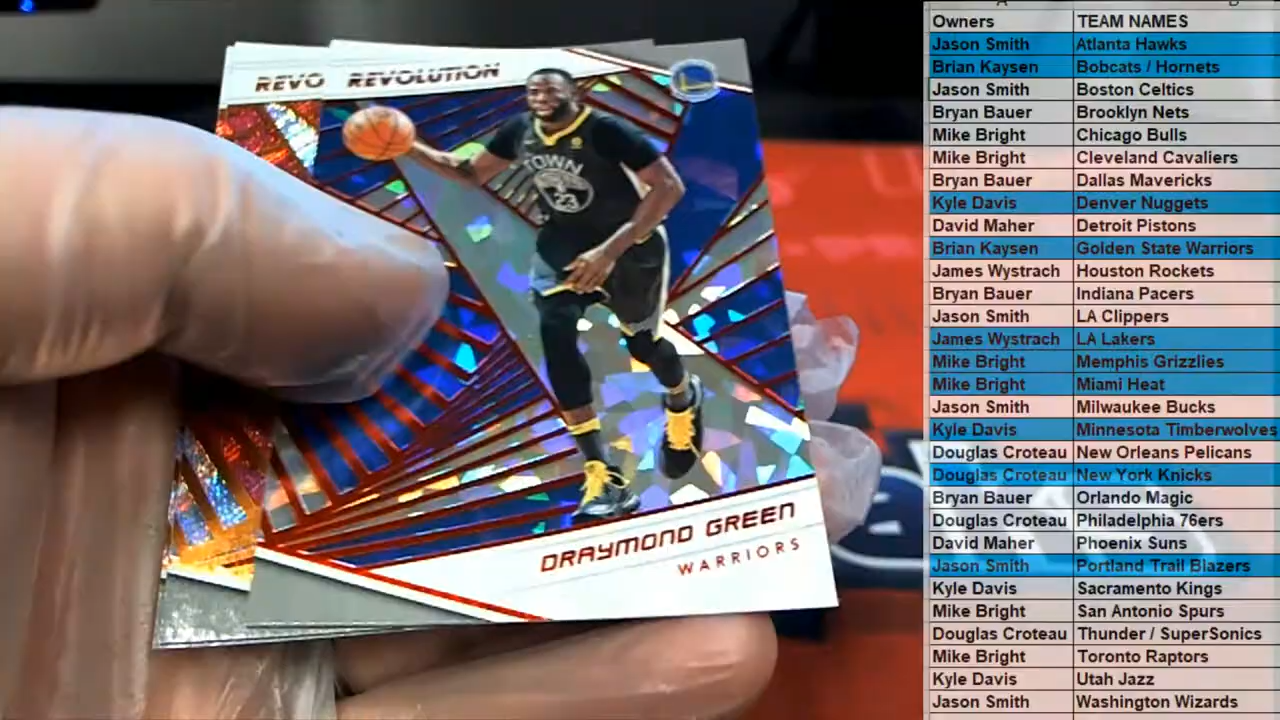 REVO REVOLUTION
TOWN
23
DRAYMOND GREEN
WARRIORS
Owners TEAM NAMES
Jason Smith Atlanta Hawks
Brian Kaysen Bobcats / Hornets
Jason Smith Boston Celtics
Bryan Bauer Brooklyn Nets
Mike Bright Chicago Bulls
Mike Bright Cleveland Cavaliers
Bryan Bauer Dallas Mavericks
Kyle Davis Denver Nuggets
David Maher Detroit Pistons
Brian Kaysen Golden State Warriors
James Wystrach Houston Rockets
Bryan Bauer Indiana Pacers
Jason Smith LA Clippers
James Wystrach LA Lakers
Mike Bright Memphis Grizzlies
Mike Bright Miami Heat
Jason Smith Milwaukee Bucks
Kyle Davis Minnesota Timberwolves
Douglas Croteau New Orleans Pelicans
Douglas Croteau New York Knicks
Bryan Bauer Orlando Magic
Douglas Croteau Philadelphia 76ers
David Maher Phoenix Suns
Jason Smith Portland Trail Blazers
Kyle Davis Sacramento Kings
Mike Bright San Antonio Spurs
Douglas Croteau Thunder / SuperSonics
Mike Bright Toronto Raptors
Kyle Davis Utah Jazz
Jason Smith Washington Wizards